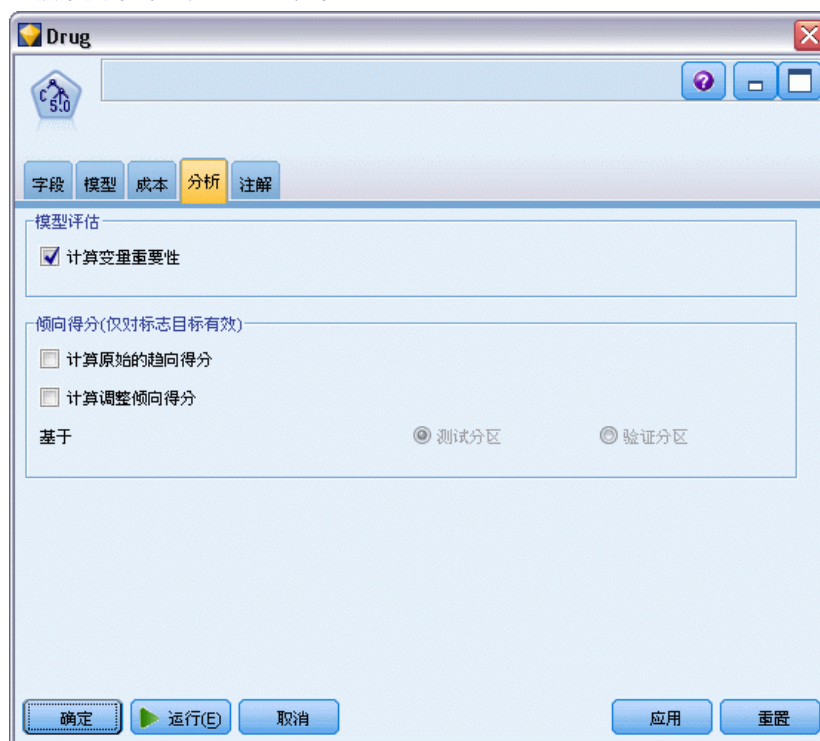 Drug
C5.0
字段 模型 成本 分析 注解
模型评估
计算变量重要性
倾向得分(仅对标志目标有效)
计算原始的趋向得分
计算调整倾向得分
基于 测试分区 验证分区
确定 运行(E) 取消 应用 重置